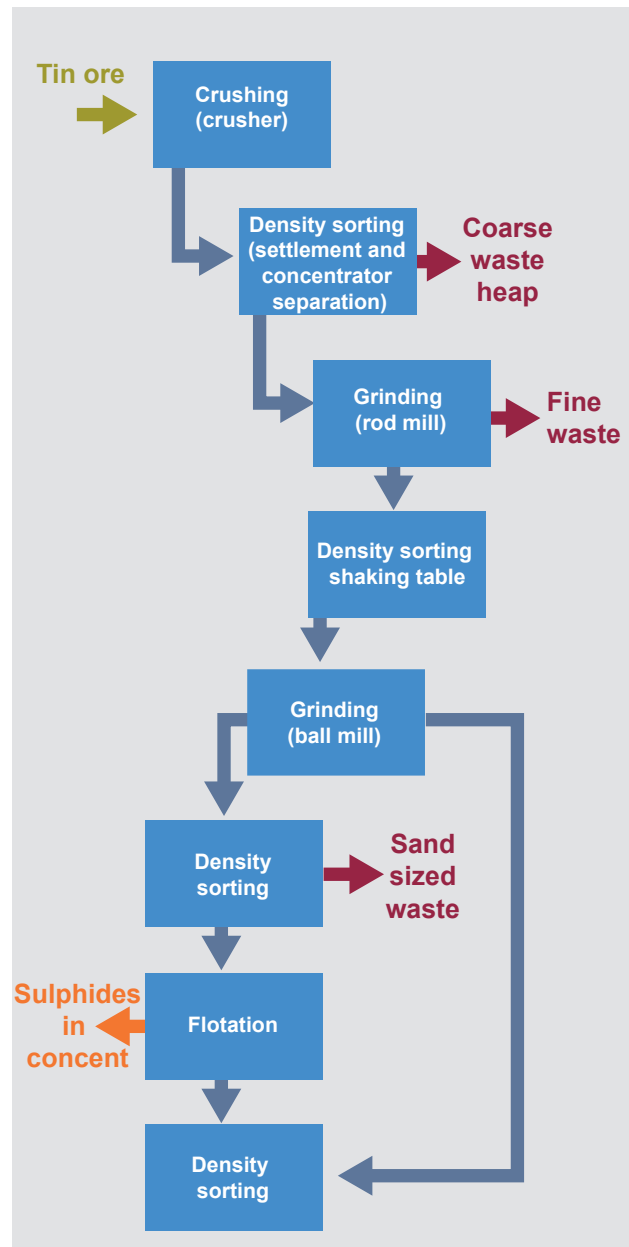 Tin ore
Crushing
(crusher)
Density sorting
(settlement and
concentrator
separation)
Coarse
waste
heap
Grinding
(rod mill)
Fine
waste
Density sorting
shaking table
Grinding
(ball mill)
Density
sorting
Sand
sized
waste
Sulphides
in
concent
Flotation
Density
sorting